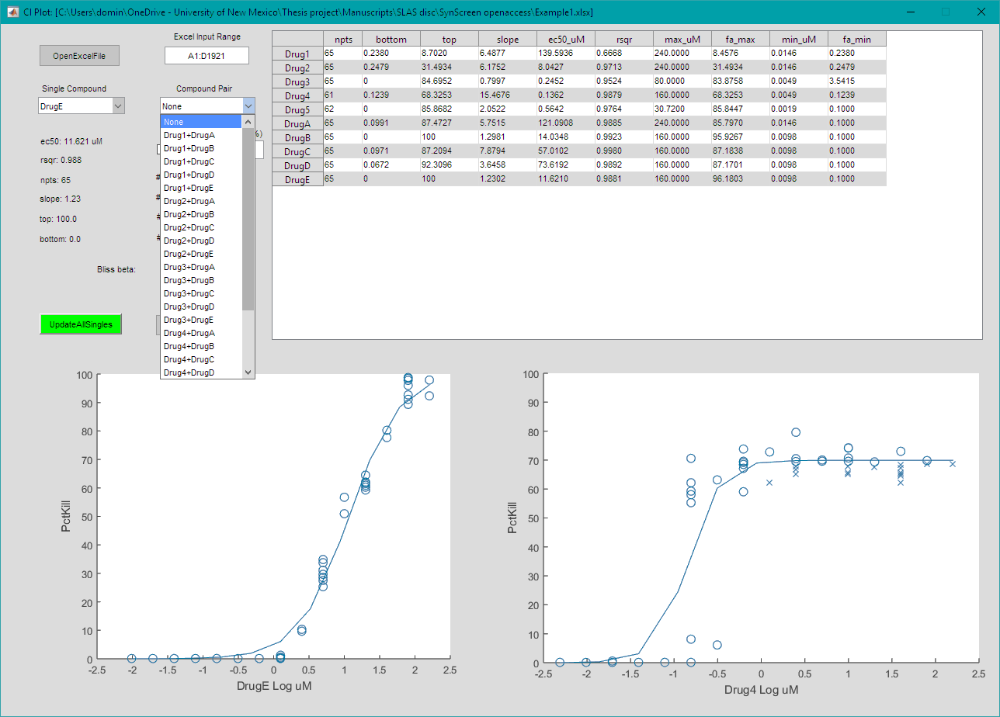 CI Plot: [C:\Users\domin\OneDrive - University of New Mexico\Thesis project\Manuscripts\SLAS disc\SynScreen openaccess\Example1.xlsx]
OpenExcelFile
Excel Input Range
A1:D1921
Single Compound
DrugE
Compound Pair
None
None
Drug1+DrugA
Drug1+DrugB
Drug1+DrugC
Drug1+DrugD
Drug1+DrugE
Drug2+DrugA
Drug2+DrugB
Drug2+DrugC
Drug2+DrugD
Drug2+DrugE
Drug3+DrugA
Drug3+DrugB
Drug3+DrugC
Drug3+DrugD
Drug3+DrugE
Drug4+DrugA
Drug4+DrugB
Drug4+DrugC
Drug4+DrugD
%)
#
#
#
#
ec50: 11.621 uM
rsqr: 0.988
npts: 65
slope: 1.23
top: 100.0
bottom: 0.0
Bliss beta:
UpdateAllSingles
npts bottom top slope ec50_uM rsqr max_uM fa_max min_uM fa_min
Drug1 65 0.2380 8.7020 6.4877 139.5936 0.6668 240.0000 8.4576 0.0146 0.2380
Drug2 65 0.2479 31.4934 6.1752 8.0427 0.9713 240.0000 31.4934 0.0146 0.2479
Drug3 65 0 84.6952 0.7997 0.2452 0.9524 80.0000 83.8758 0.0049 3.5415
Drug4 61 0.1239 68.3253 15.4676 0.1362 0.9879 160.0000 68.3253 0.0049 0.1239
Drug5 62 0 85.8682 2.0522 0.5642 0.9764 30.7200 85.8447 0.0019 0.1000
DrugA 65 0.0991 87.4727 5.7515 121.0908 0.9885 240.0000 85.7970 0.0146 0.1000
DrugB 65 0 100 1.2981 14.0348 0.9923 160.0000 95.9267 0.0098 0.1000
DrugC 65 0.0971 87.2094 7.8794 57.0102 0.9980 160.0000 87.1838 0.0098 0.1000
DrugD 65 0.0672 92.3096 3.6458 73.6192 0.9892 160.0000 87.1701 0.0098 0.1000
DrugE 65 0 100 1.2302 11.6210 0.9881 160.0000 96.1803 0.0098 0.1000
100
90
80
70
60
50
40
30
20
10
0
PctKill
-2.5 -2 -1.5 -1 -0.5 0 0.5 1 1.5 2 2.5
DrugE Log uM
100
90
80
70
60
50
40
30
20
10
0
PctKill
-2.5 -2 -1.5 -1 -0.5 0 0.5 1 1.5 2 2.5
Drug4 Log uM